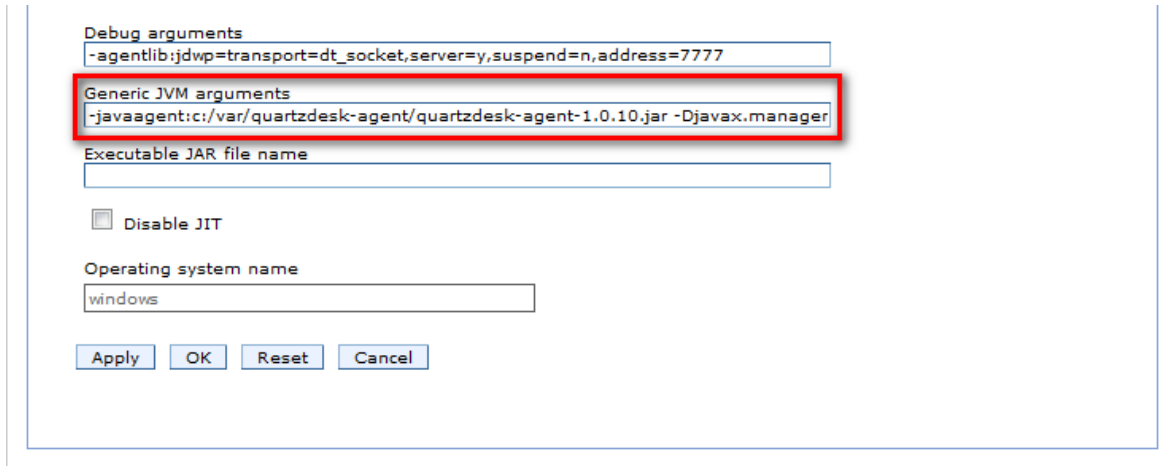 Debug arguments
-agentlib:jdwp=transport=dt_socket,server=y,suspend=n,address=7777
Generic JVM arguments
-javaagent:c:/var/quartzdesk-agent/quartzdesk-agent-1.0.10.jar -Djavax.manager
Executable JAR file name
Disable JIT
Operating system name
windows
Apply OK Reset Cancel